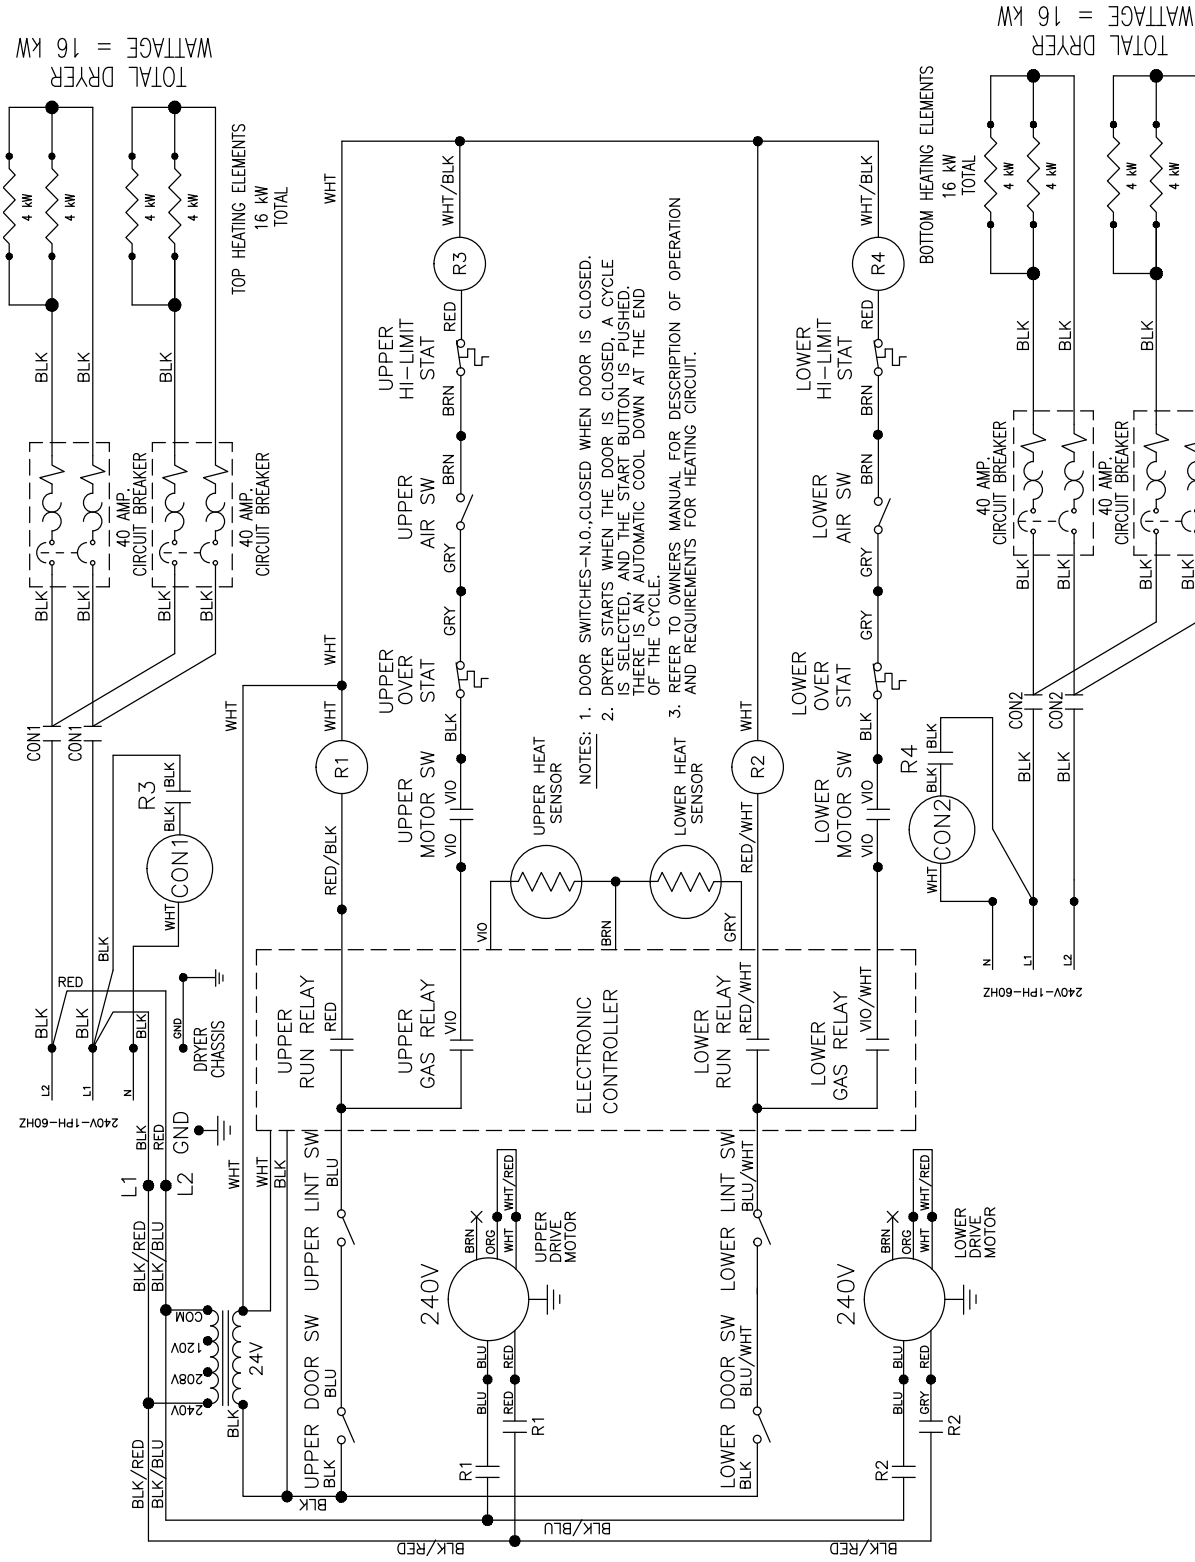 TOTAL DRYER
WATTAGE = 16 KW
TOTAL DRYER
WATTAGE = 16 KW
4 kW
4 kW
4 kW
4 kW
TOP HEATING ELEMENTS
16 kW
TOTAL
BLK
BLK
BLK
40 AMP.
CIRCUIT BREAKER
40 AMP.
CIRCUIT BREAKER
BLK
BLK
BLK
BLK
CON1
CON1
R3
BLK
BLK
CON1
WHT
BLK
RED
BLK
BLK
BLK
L2
L1
N
240V-1PH-60HZ
GND
DRYER
CHASSIS
BLK
RED
GND
L1
L2
BLK/RED
BLK/BLU
COM
120V
208V
240V
24V
BLK
BLK/RED
BLK/BLU
WHT
WHT
BLK
WHT
WHT
WHT
WHT
R1
RED/BLK
UPPER
RUN RELAY
RED
BLU
UPPER LINT SW
BLU
UPPER DOOR SW
BLK
BLK
WHT/BLK
R3
RED
UPPER
HI-LIMIT
STAT
BRN
BRN
UPPER
AIR SW
GRY
GRY
UPPER
OVER
STAT
BLK
UPPER
MOTOR SW
VIO
VIO
UPPER
GAS RELAY
VIO
NOTES: 1. DOOR SWITCHES-N.O.,CLOSED WHEN DOOR IS CLOSED.
2. DRYER STARTS WHEN THE DOOR IS CLOSED, A CYCLE
IS SELECTED, AND THE START BUTTON IS PUSHED.
THERE IS AN AUTOMATIC COOL DOWN AT THE END
OF THE CYCLE.
3. REFER TO OWNERS MANUAL FOR DESCRIPTION OF OPERATION
AND REQUIREMENTS FOR HEATING CIRCUIT.
UPPER HEAT
SENSOR
LOWER HEAT
SENSOR
VIO
BRN
GRY
ELECTRONIC
CONTROLLER
WHT
R2
RED/WHT
LOWER
RUN RELAY
RED/WHT
LOWER
GAS RELAY
VIO/WHT
BLU/WHT
LOWER LINT SW
BLU/WHT
LOWER DOOR SW
BLK
WHT/BLK
R4
RED
LOWER
HI-LIMIT
STAT
BRN
BRN
LOWER
AIR SW
GRY
GRY
LOWER
OVER
STAT
BLK
LOWER
MOTOR SW
VIO
VIO
240V
BRN
ORG
WHT
WHT/RED
UPPER
DRIVE
MOTOR
BLU
RED
BLU
RED
R1
R1
240V
BRN
ORG
WHT
WHT/RED
LOWER
DRIVE
MOTOR
BLU
RED
BLU
GRY
R2
R2
BLK/BLU
BLK/RED
BLK/RED
BOTTOM HEATING ELEMENTS
16 kW
TOTAL
4 kW
4 kW
4 kW
4 kW
BLK
BLK
BLK
40 AMP.
CIRCUIT BREAKER
40 AMP.
CIRCUIT BREAKER
BLK
BLK
BLK
BLK
CON2
CON2
R4
BLK
BLK
CON2
WHT
BLK
BLK
N
L1
L2
240V-1PH-60HZ